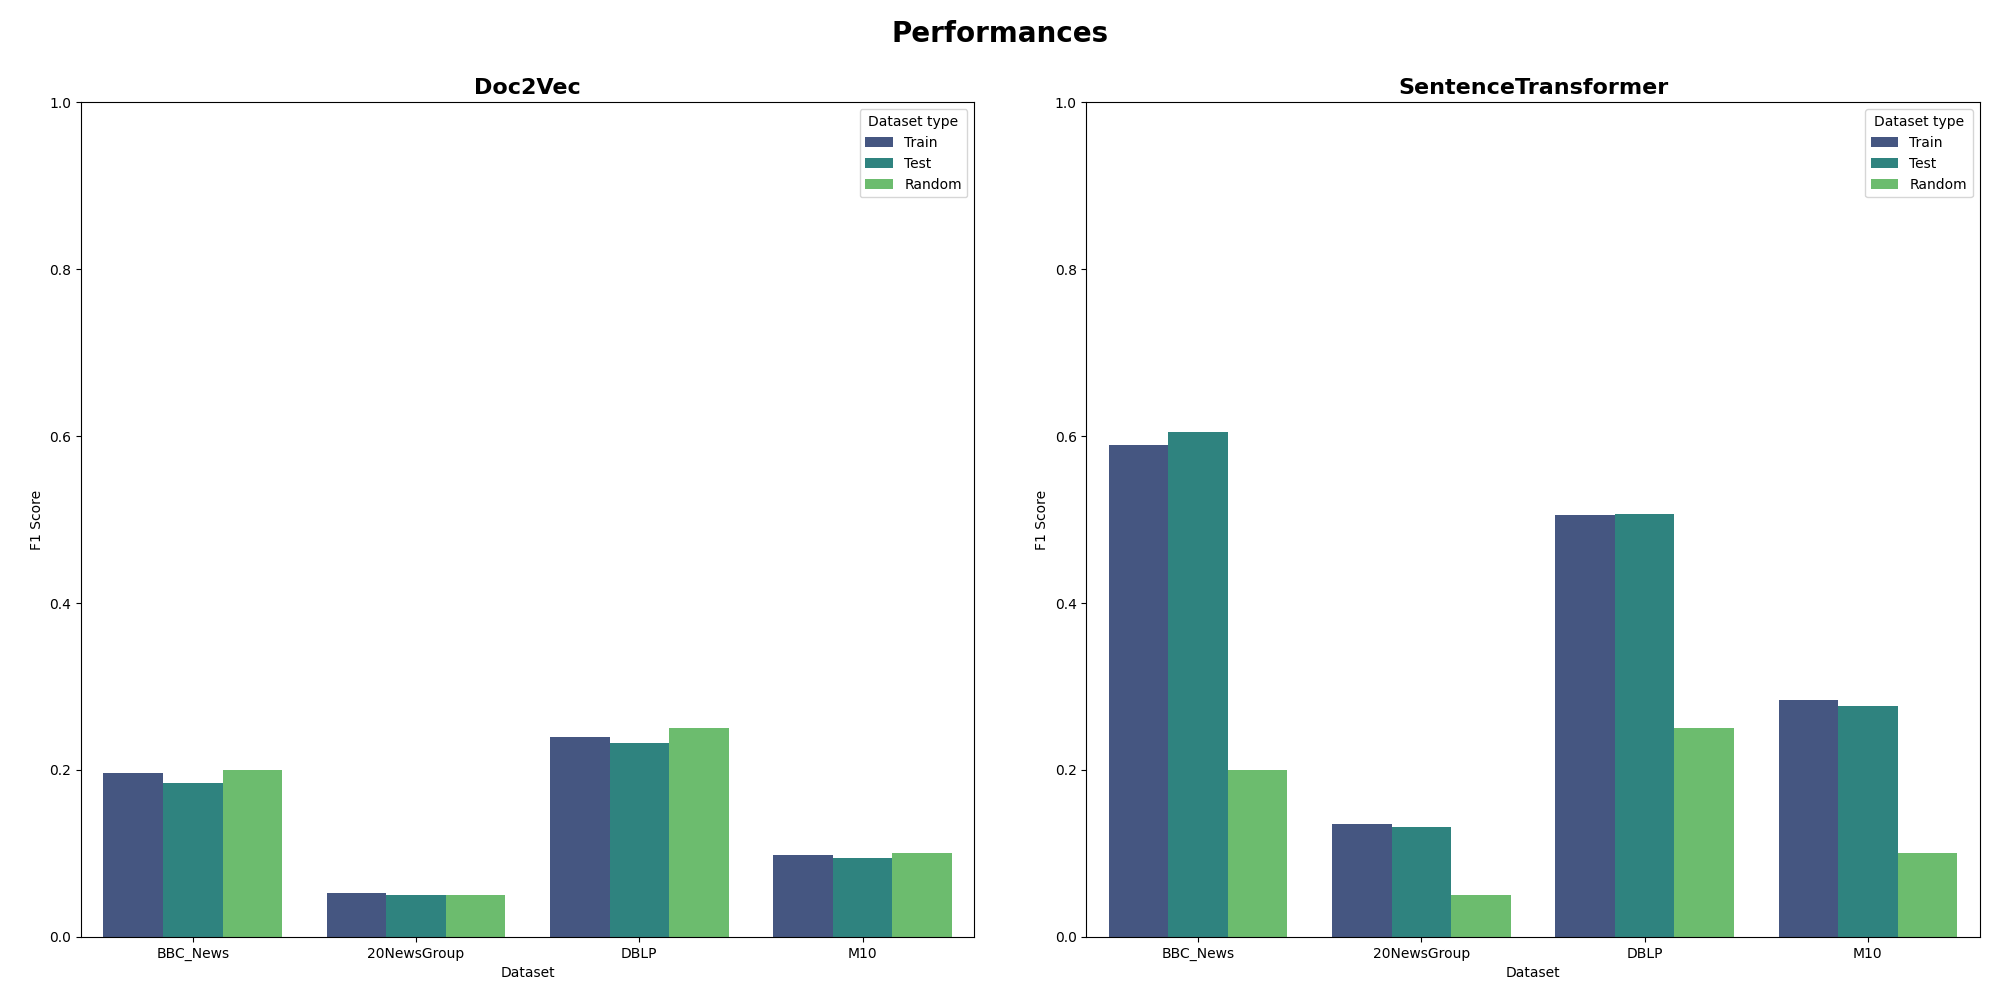 Performances
Doc2Vec
1.0
0.8
0.6
0.4
0.2
0.0
F1 Score
Dataset type
Train
Test
Random
BBC_News 20NewsGroup DBLP M10
Dataset
SentenceTransformer
1.0
0.8
0.6
0.4
0.2
0.0
F1 Score
Dataset type
Train
Test
Random
BBC_News 20NewsGroup DBLP M10
Dataset